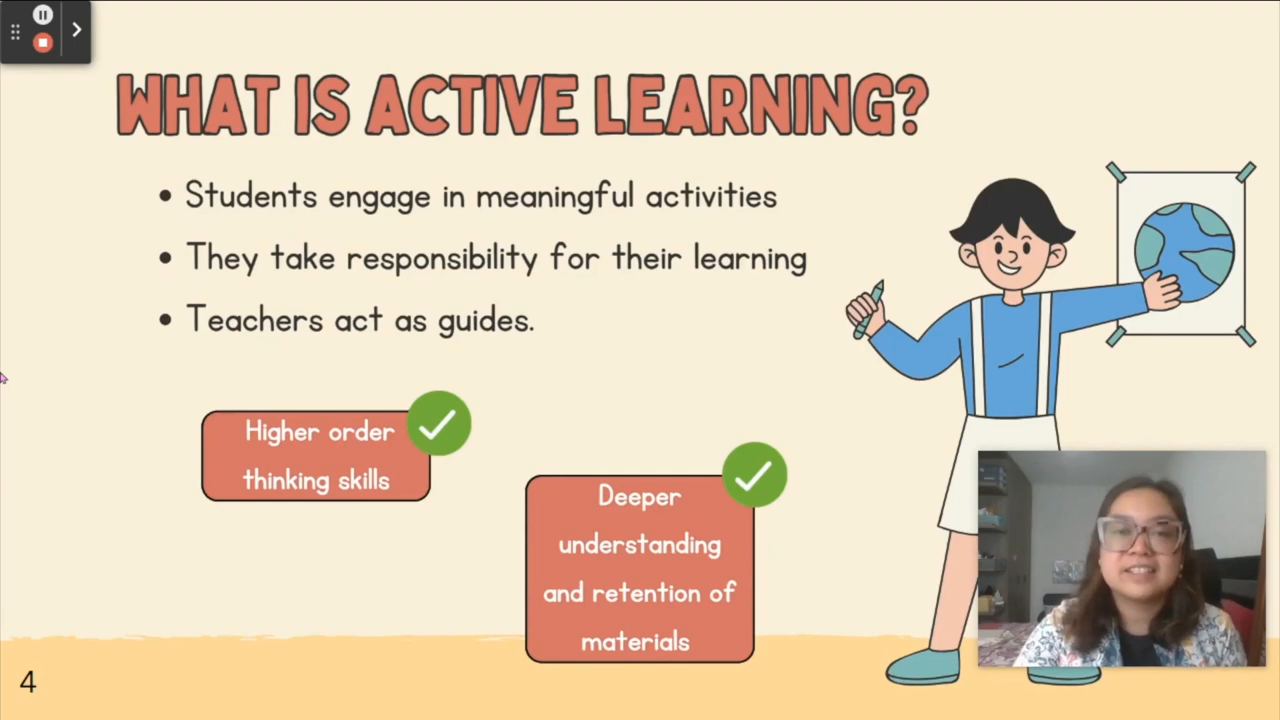 WHAT IS ACTIVE LEARNING?
• Students engage in meaningful activities
• They take responsibility for their learning
• Teachers act as guides.
Higher order
thinking skills
Deeper
understanding
and retention of
materials
4